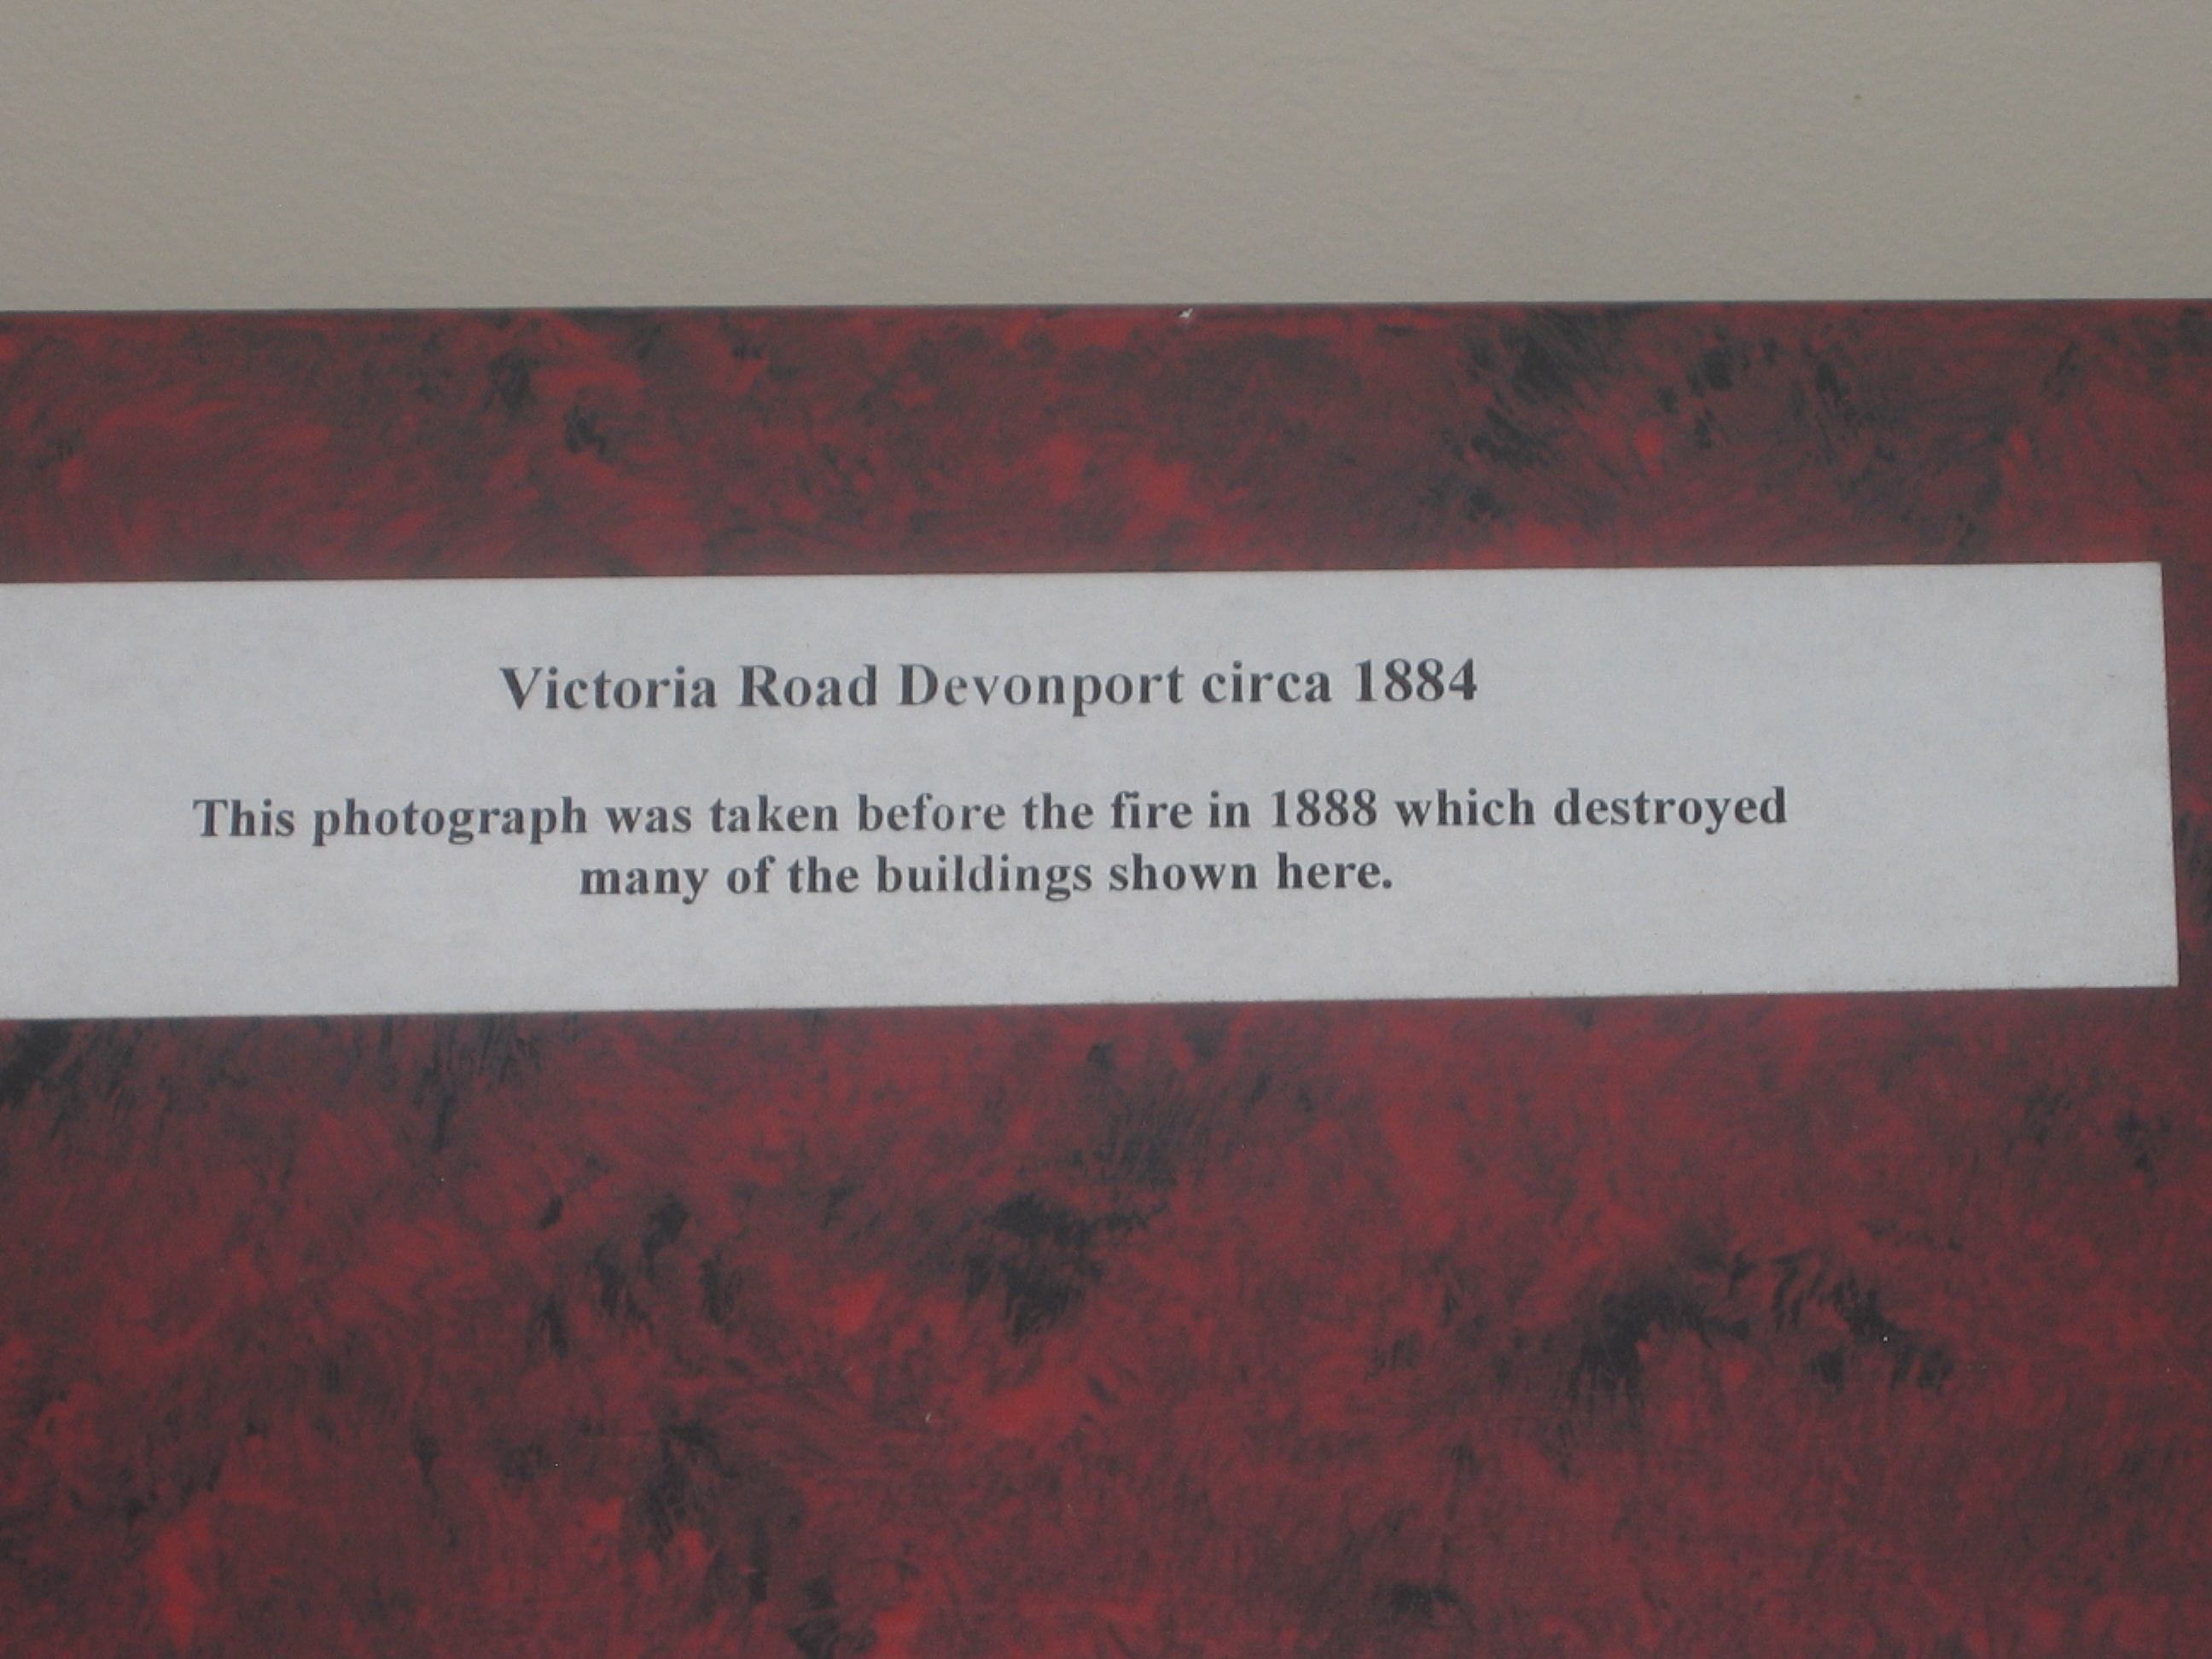 Victoria Road Devonport circa 1884
This photograph was taken before the fire in 1888 which destroyed
many of the buildings shown here.